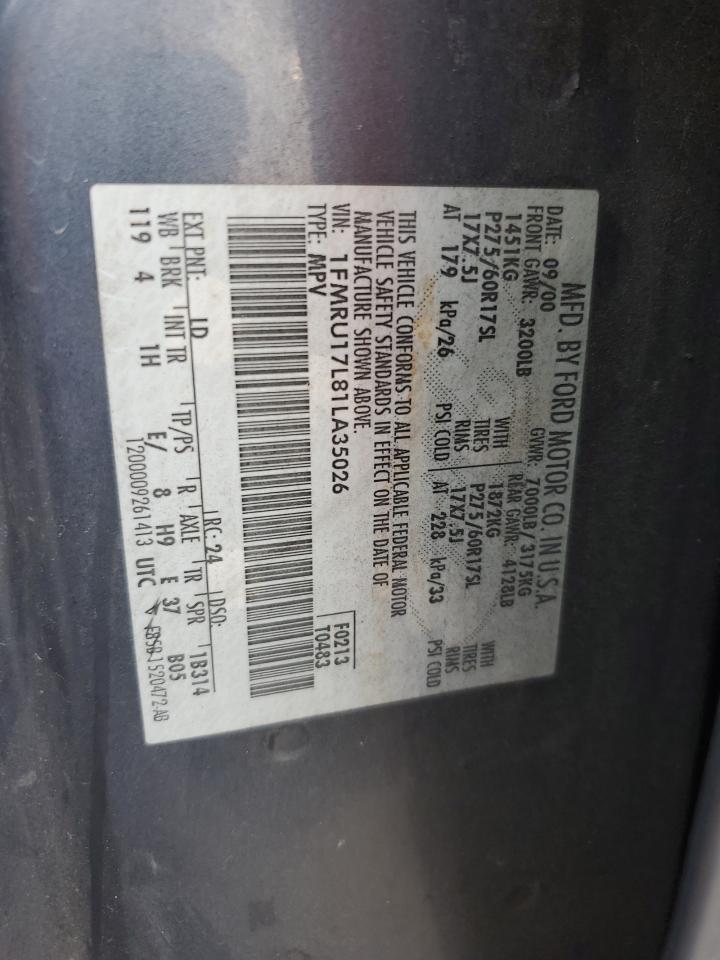 MFD. BY FORD MOTOR CO. IN U.S.A.
DATE: 09/00 GVWR: 7000LB / 3175KG
FRONT GAWR: 3200LB REAR GAWR: 4128LB
1451KG WITH 1872KG WITH
P275/60R17SL TIRES P275/60R17SL TIRES
17X7.5J RIMS 17X7.5J RIMS
AT 179 kPa/26 PSI COLD AT 228 kPa/33 PSI COLD
THIS VEHICLE CONFORMS TO ALL APPLICABLE FEDERAL MOTOR
VEHICLE SAFETY STANDARDS IN EFFECT ON THE DATE OF
MANUFACTURE SHOWN ABOVE.
VIN: 1FMRU17L81LA35026
TYPE: MPV
F0213
T0483
EXT PNT: LD RC: 24 DSO: 1B314
WB BRK INT TR TP/PS R AXLE TR SPR
119 4 1H E/ 8 H9 E 37 B05
1200009261413 UTC 1520472-AB